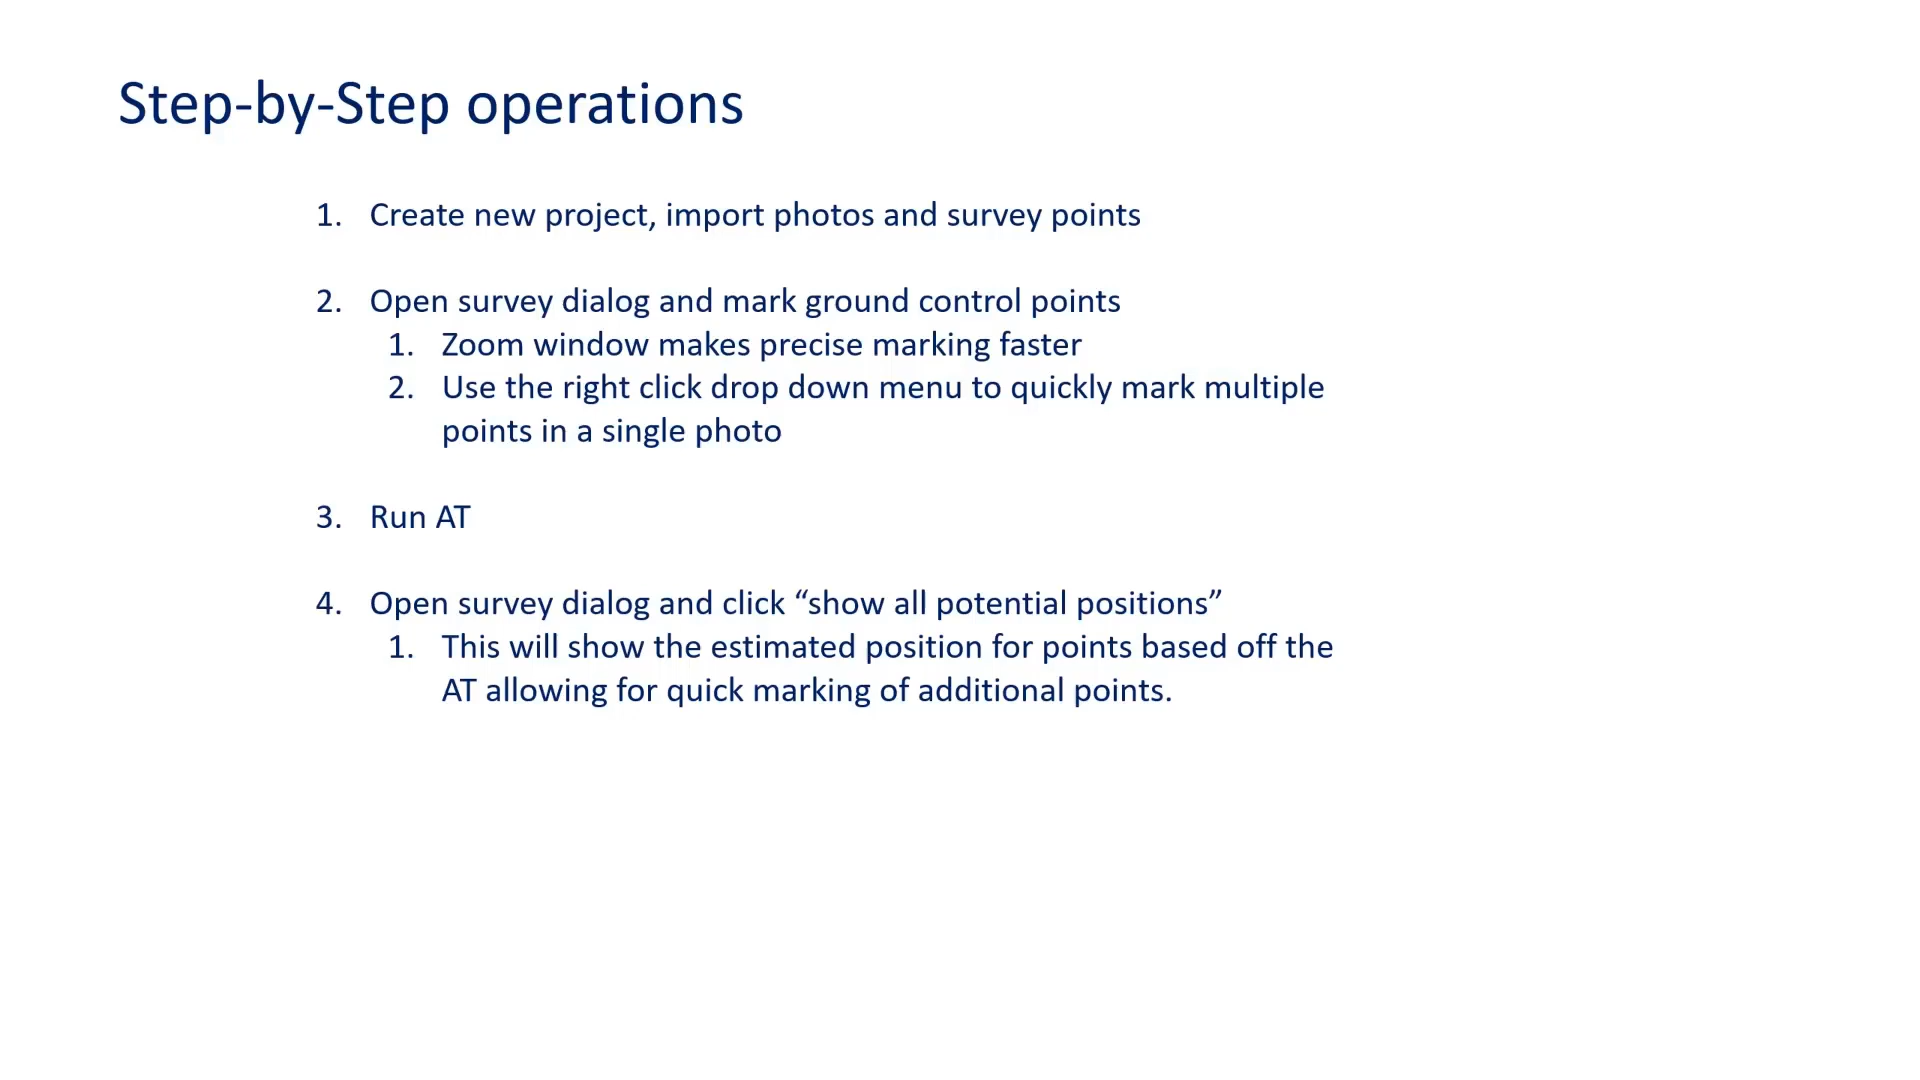 Step-by-Step operations
1. Create new project, import photos and survey points
2. Open survey dialog and mark ground control points
1. Zoom window makes precise marking faster
2. Use the right click drop down menu to quickly mark multiple
points in a single photo
3. Run AT
4. Open survey dialog and click “show all potential positions”
1. This will show the estimated position for points based off the
AT allowing for quick marking of additional points.